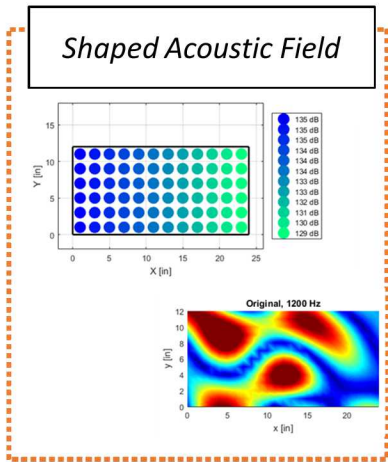 Shaped Acoustic Field
15
10
5
0
Y [in]
0 5 10 15 20 25
X [in]
135 dB
135 dB
135 dB
134 dB
134 dB
134 dB
133 dB
133 dB
132 dB
131 dB
130 dB
129 dB
Original, 1200 Hz
12
10
8
6
4
2
0
y [in]
0 5 10 15 20
x [in]